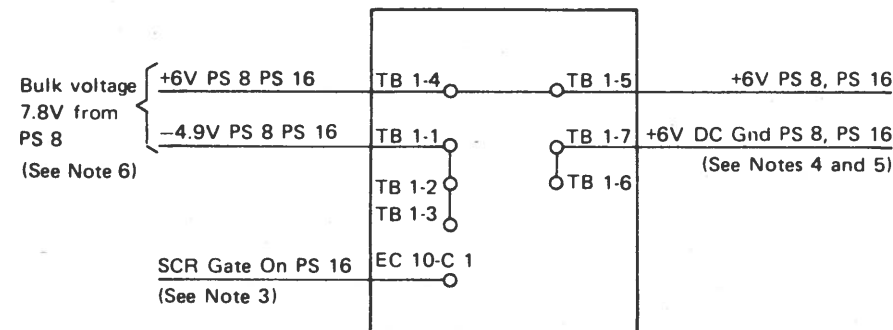 Bulk voltage
7.8V from
PS 8
(See Note 6)
+6V PS 8 PS 16
−4.9V PS 8 PS 16
SCR Gate On PS 16
(See Note 3)
TB 1-4
TB 1-1
TB 1-2
TB 1-3
EC 10-C 1
TB 1-5
TB 1-7
TB 1-6
+6V PS 8, PS 16
+6V DC Gnd PS 8, PS 16
(See Notes 4 and 5)